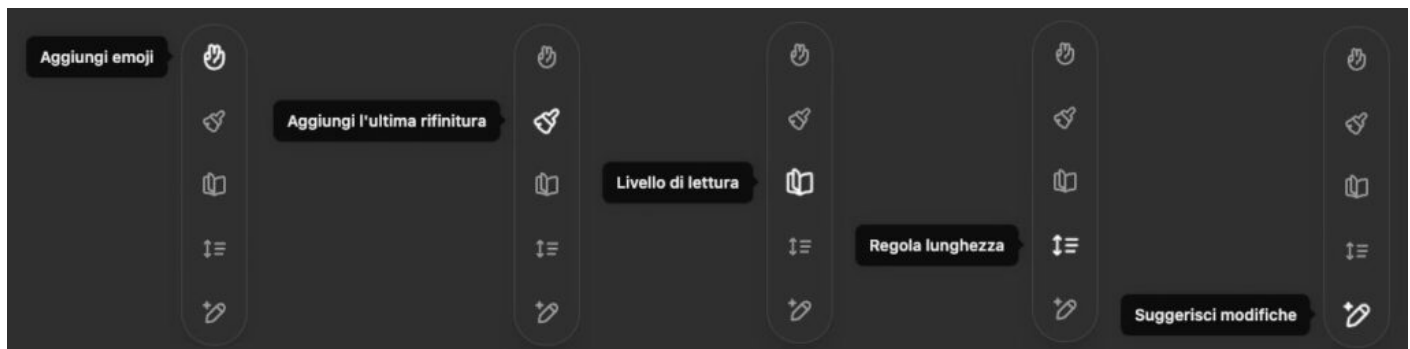 Aggiungi emoji
Aggiungi l'ultima rifinitura
Livello di lettura
Regola lunghezza
Suggerisci modifiche